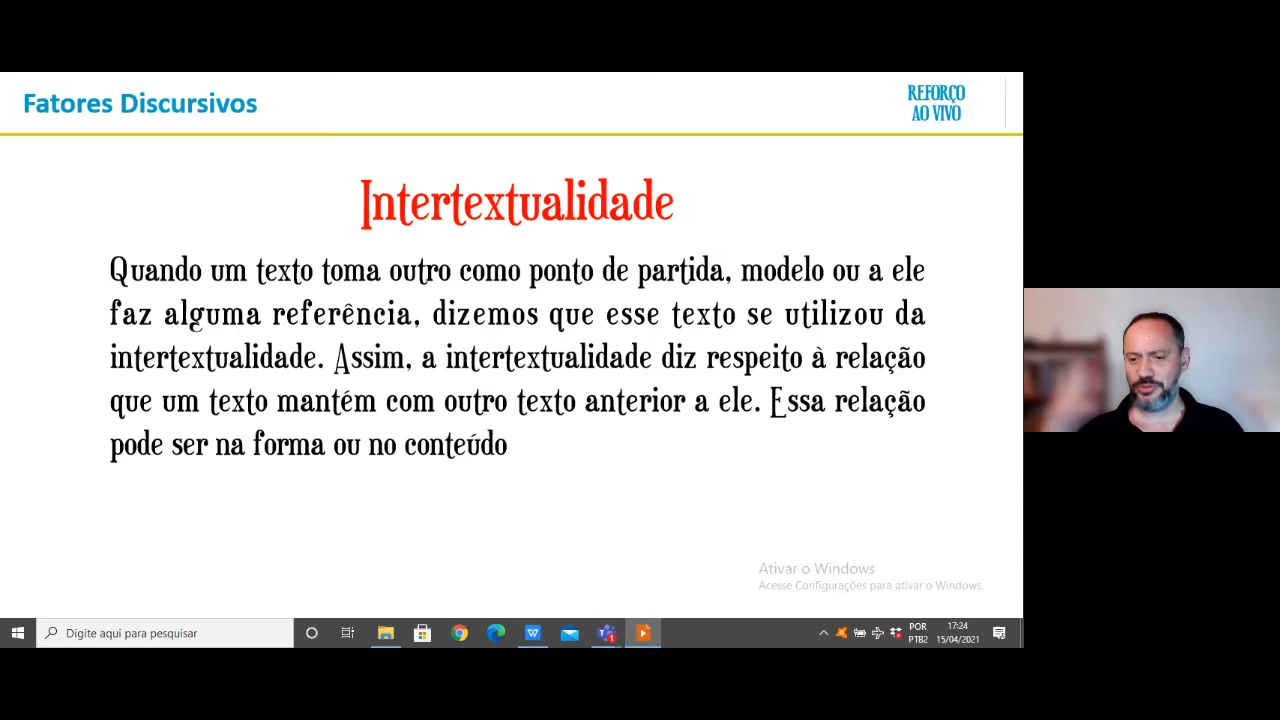 Fatores Discursivos
REFORÇO
AO VIVO
Intertextualidade
Quando um texto toma outro como ponto de partida, modelo ou a ele
faz alguma referência, dizemos que esse texto se utilizou da
intertextualidade. Assim, a intertextualidade diz respeito à relação
que um texto mantém com outro texto anterior a ele. Essa relação
pode ser na forma ou no conteúdo
Ativar o Windows
Acesse Configurações para ativar o Windows.
Digite aqui para pesquisar
POR
PTB2
17:24
15/04/2021